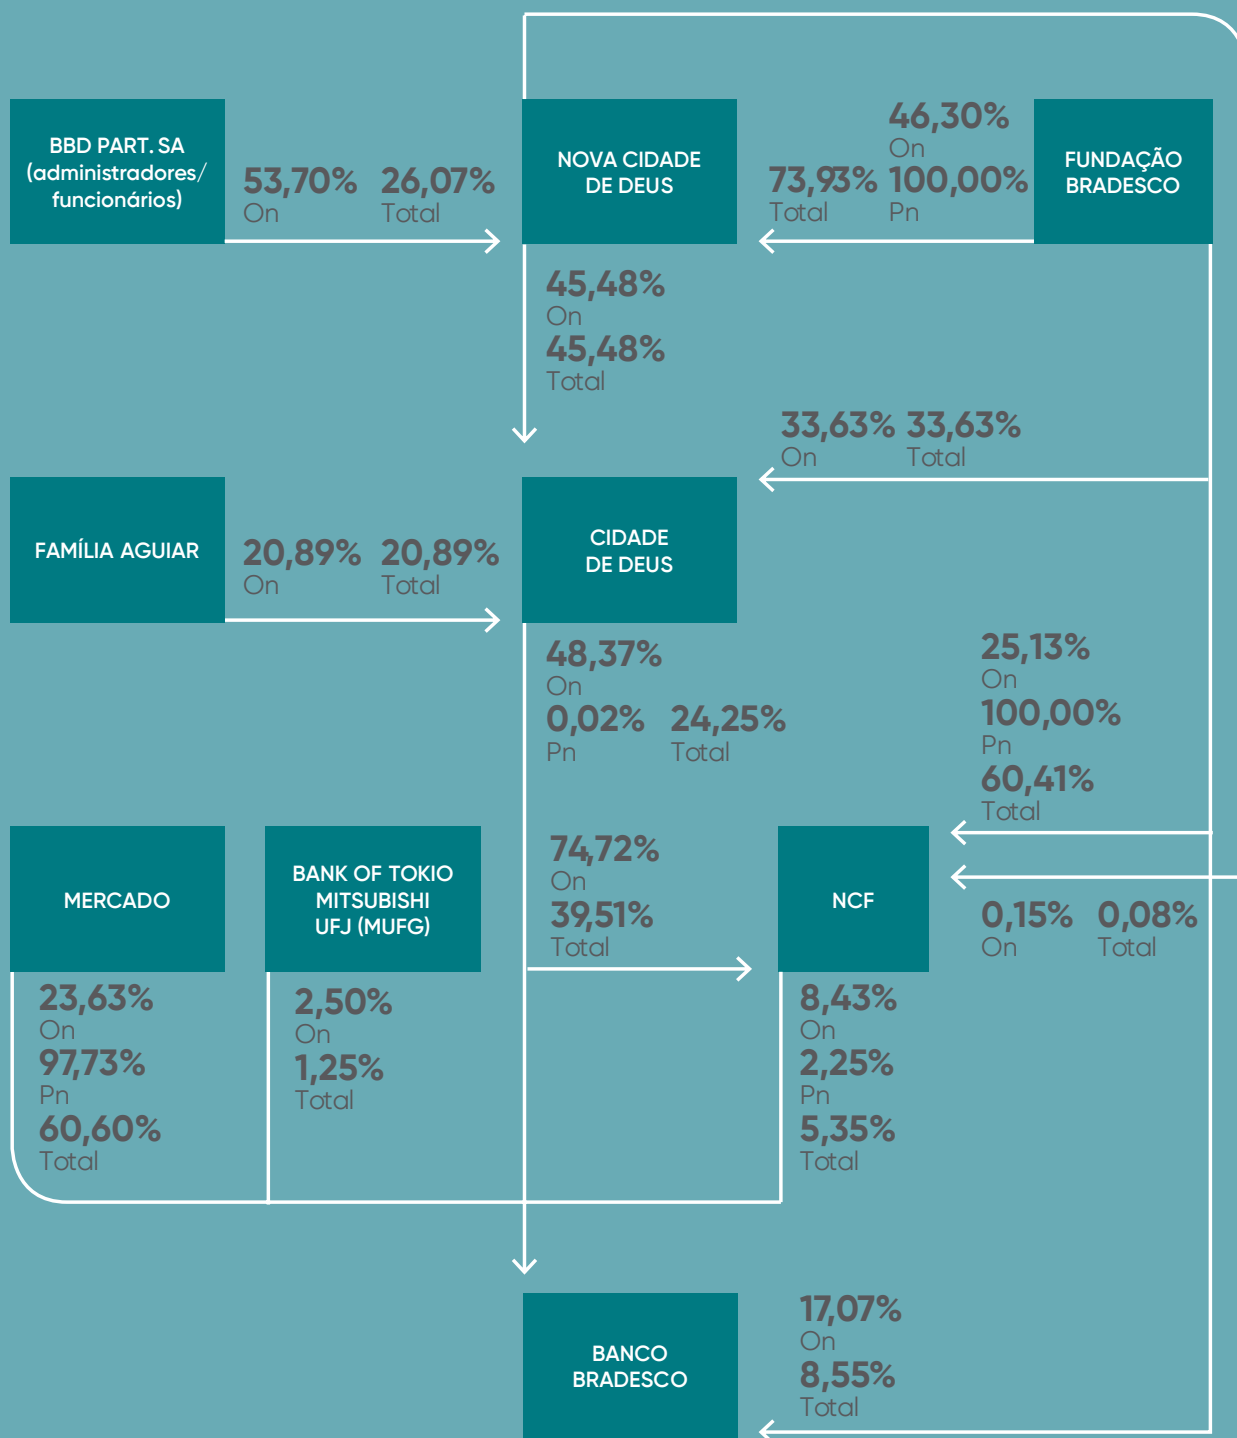 BBD PART. SA
(administradores/
funcionários)
53,70% 26,07%
On Total
NOVA CIDADE
DE DEUS
46,30%
On
73,93% 100,00%
Total Pn
FUNDAÇÃO
BRADESCO
45,48%
On
45,48%
Total
33,63% 33,63%
On Total
FAMÍLIA AGUIAR
20,89% 20,89%
On Total
CIDADE
DE DEUS
48,37%
On
0,02% 24,25%
Pn Total
25,13%
On
100,00%
Pn
60,41%
Total
MERCADO
BANK OF TOKIO
MITSUBISHI
UFJ (MUFG)
74,72%
On
39,51%
Total
NCF
0,15% 0,08%
On Total
23,63%
On
97,73%
Pn
60,60%
Total
2,50%
On
1,25%
Total
8,43%
On
2,25%
Pn
5,35%
Total
BANCO
BRADESCO
17,07%
On
8,55%
Total